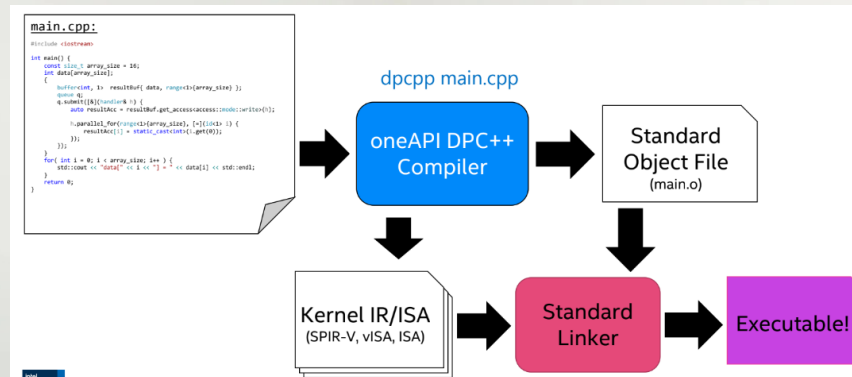 main.cpp:
#include <iostream>
int main() {
const size_t array_size = 16;
int data[array_size];
{
buffer<int, 1> resultBuf{ data, range<1>{array_size} };
queue q;
q.submit([&](handler& h) {
auto resultAcc = resultBuf.get_access<access::mode::write>(h);
h.parallel_for(range<1>{array_size}, [=](id<1> i) {
resultAcc[i] = static_cast<int>(i.get(0));
});
});
}
for( int i = 0; i < array_size; i++ ) {
std::cout << "data[" << i << "] = " << data[i] << std::endl;
}
return 0;
}
dpcpp main.cpp
oneAPI DPC++
Compiler
Standard
Object File
(main.o)
Kernel IR/ISA
(SPIR-V, vISA, ISA)
Standard
Linker
Executable!
intel